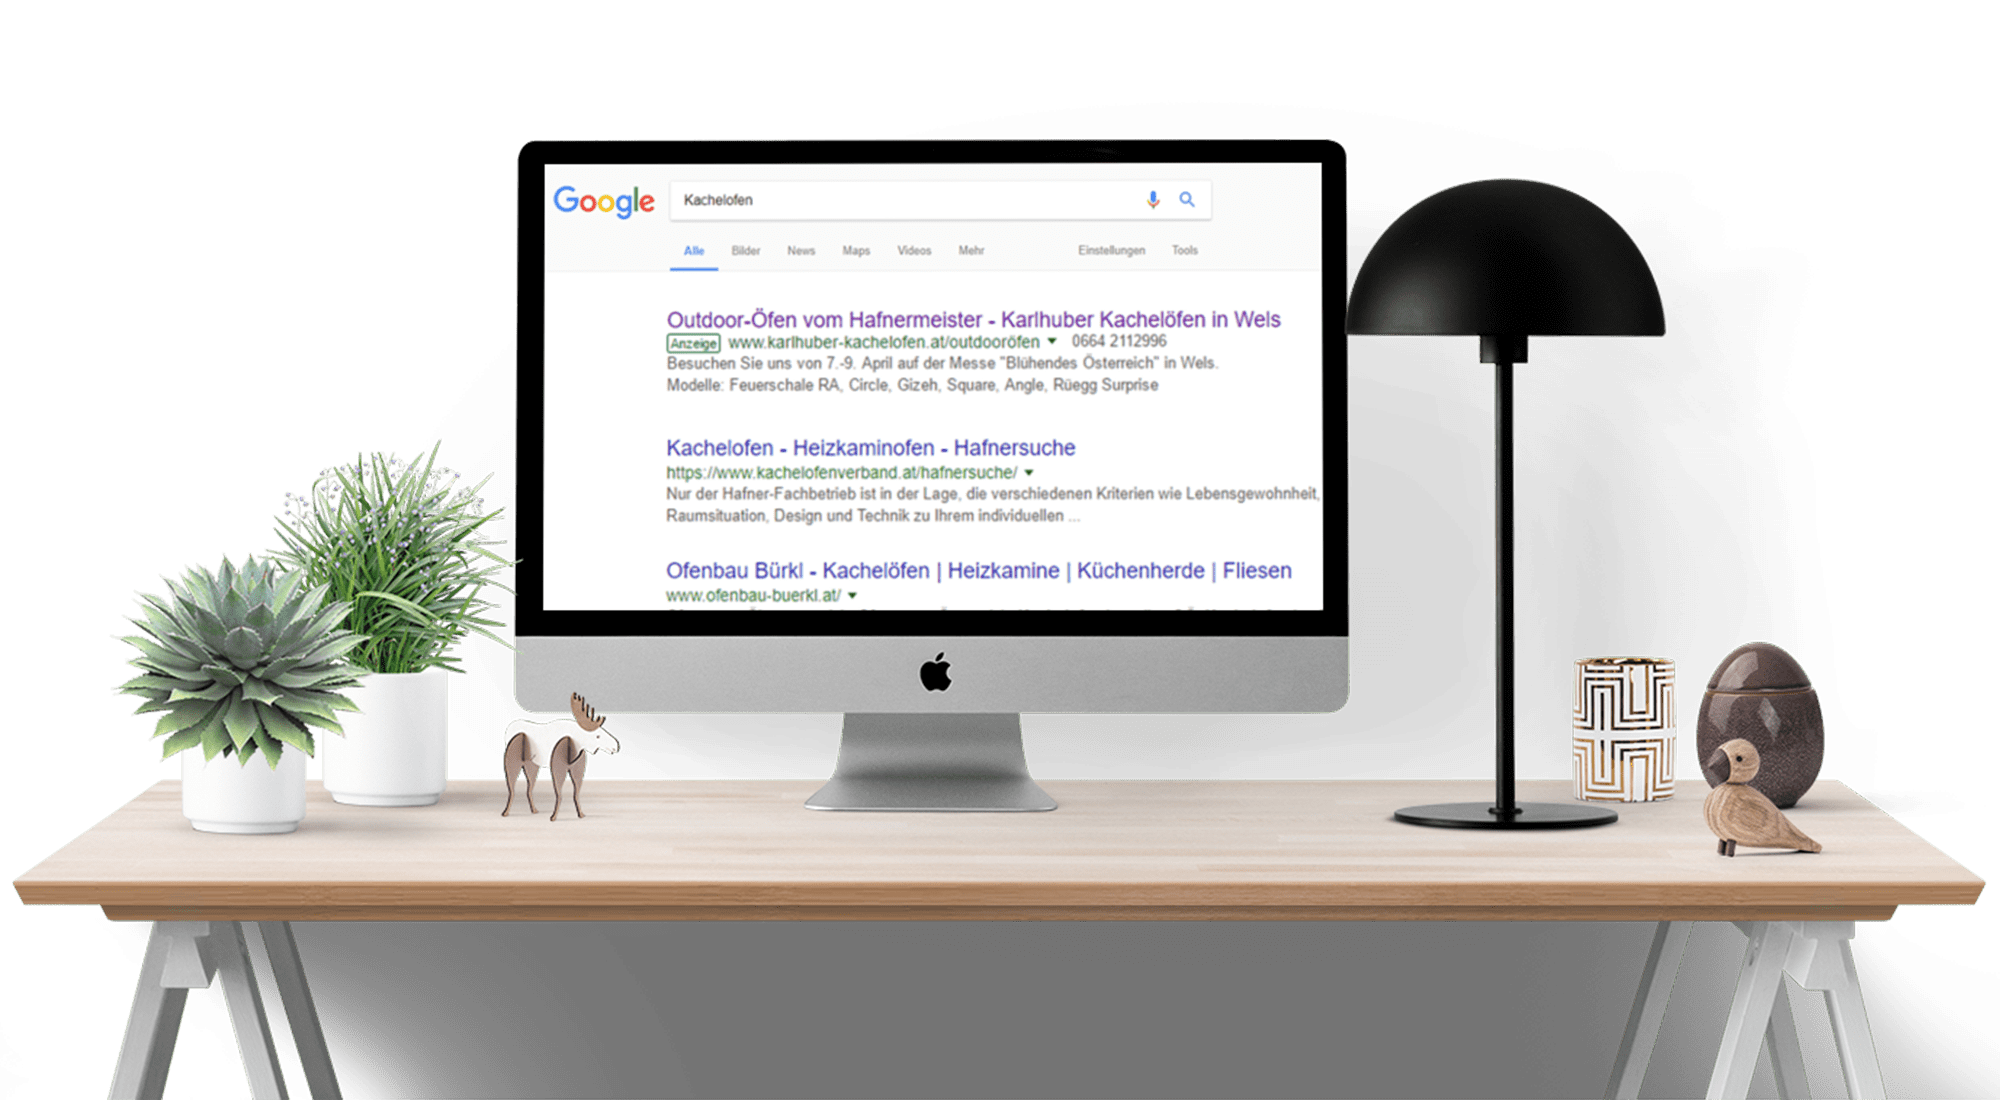 Google Kachelofen
Alle Bilder News Maps Videos Mehr Einstellungen Tools
Outdoor-Öfen vom Hafnermeister - Karlhuber Kachelöfen in Wels
Anzeige www.karlhuber-kachelofen.at/outdooröfen 0664 2112996
Besuchen Sie uns von 7.-9. April auf der Messe "Blühendes Österreich" in Wels.
Modelle: Feuerschale RA, Circle, Gizeh, Square, Angle, Rüegg Surprise
Kachelofen - Heizkaminofen - Hafnersuche
https://www.kachelofenverband.at/hafnersuche/
Nur der Hafner-Fachbetrieb ist in der Lage, die verschiedenen Kriterien wie Lebensgewohnheit,
Raumsituation, Design und Technik zu Ihrem individuellen ...
Ofenbau Bürkl - Kachelöfen | Heizkamine | Küchenherde | Fliesen
www.ofenbau-buerkl.at/